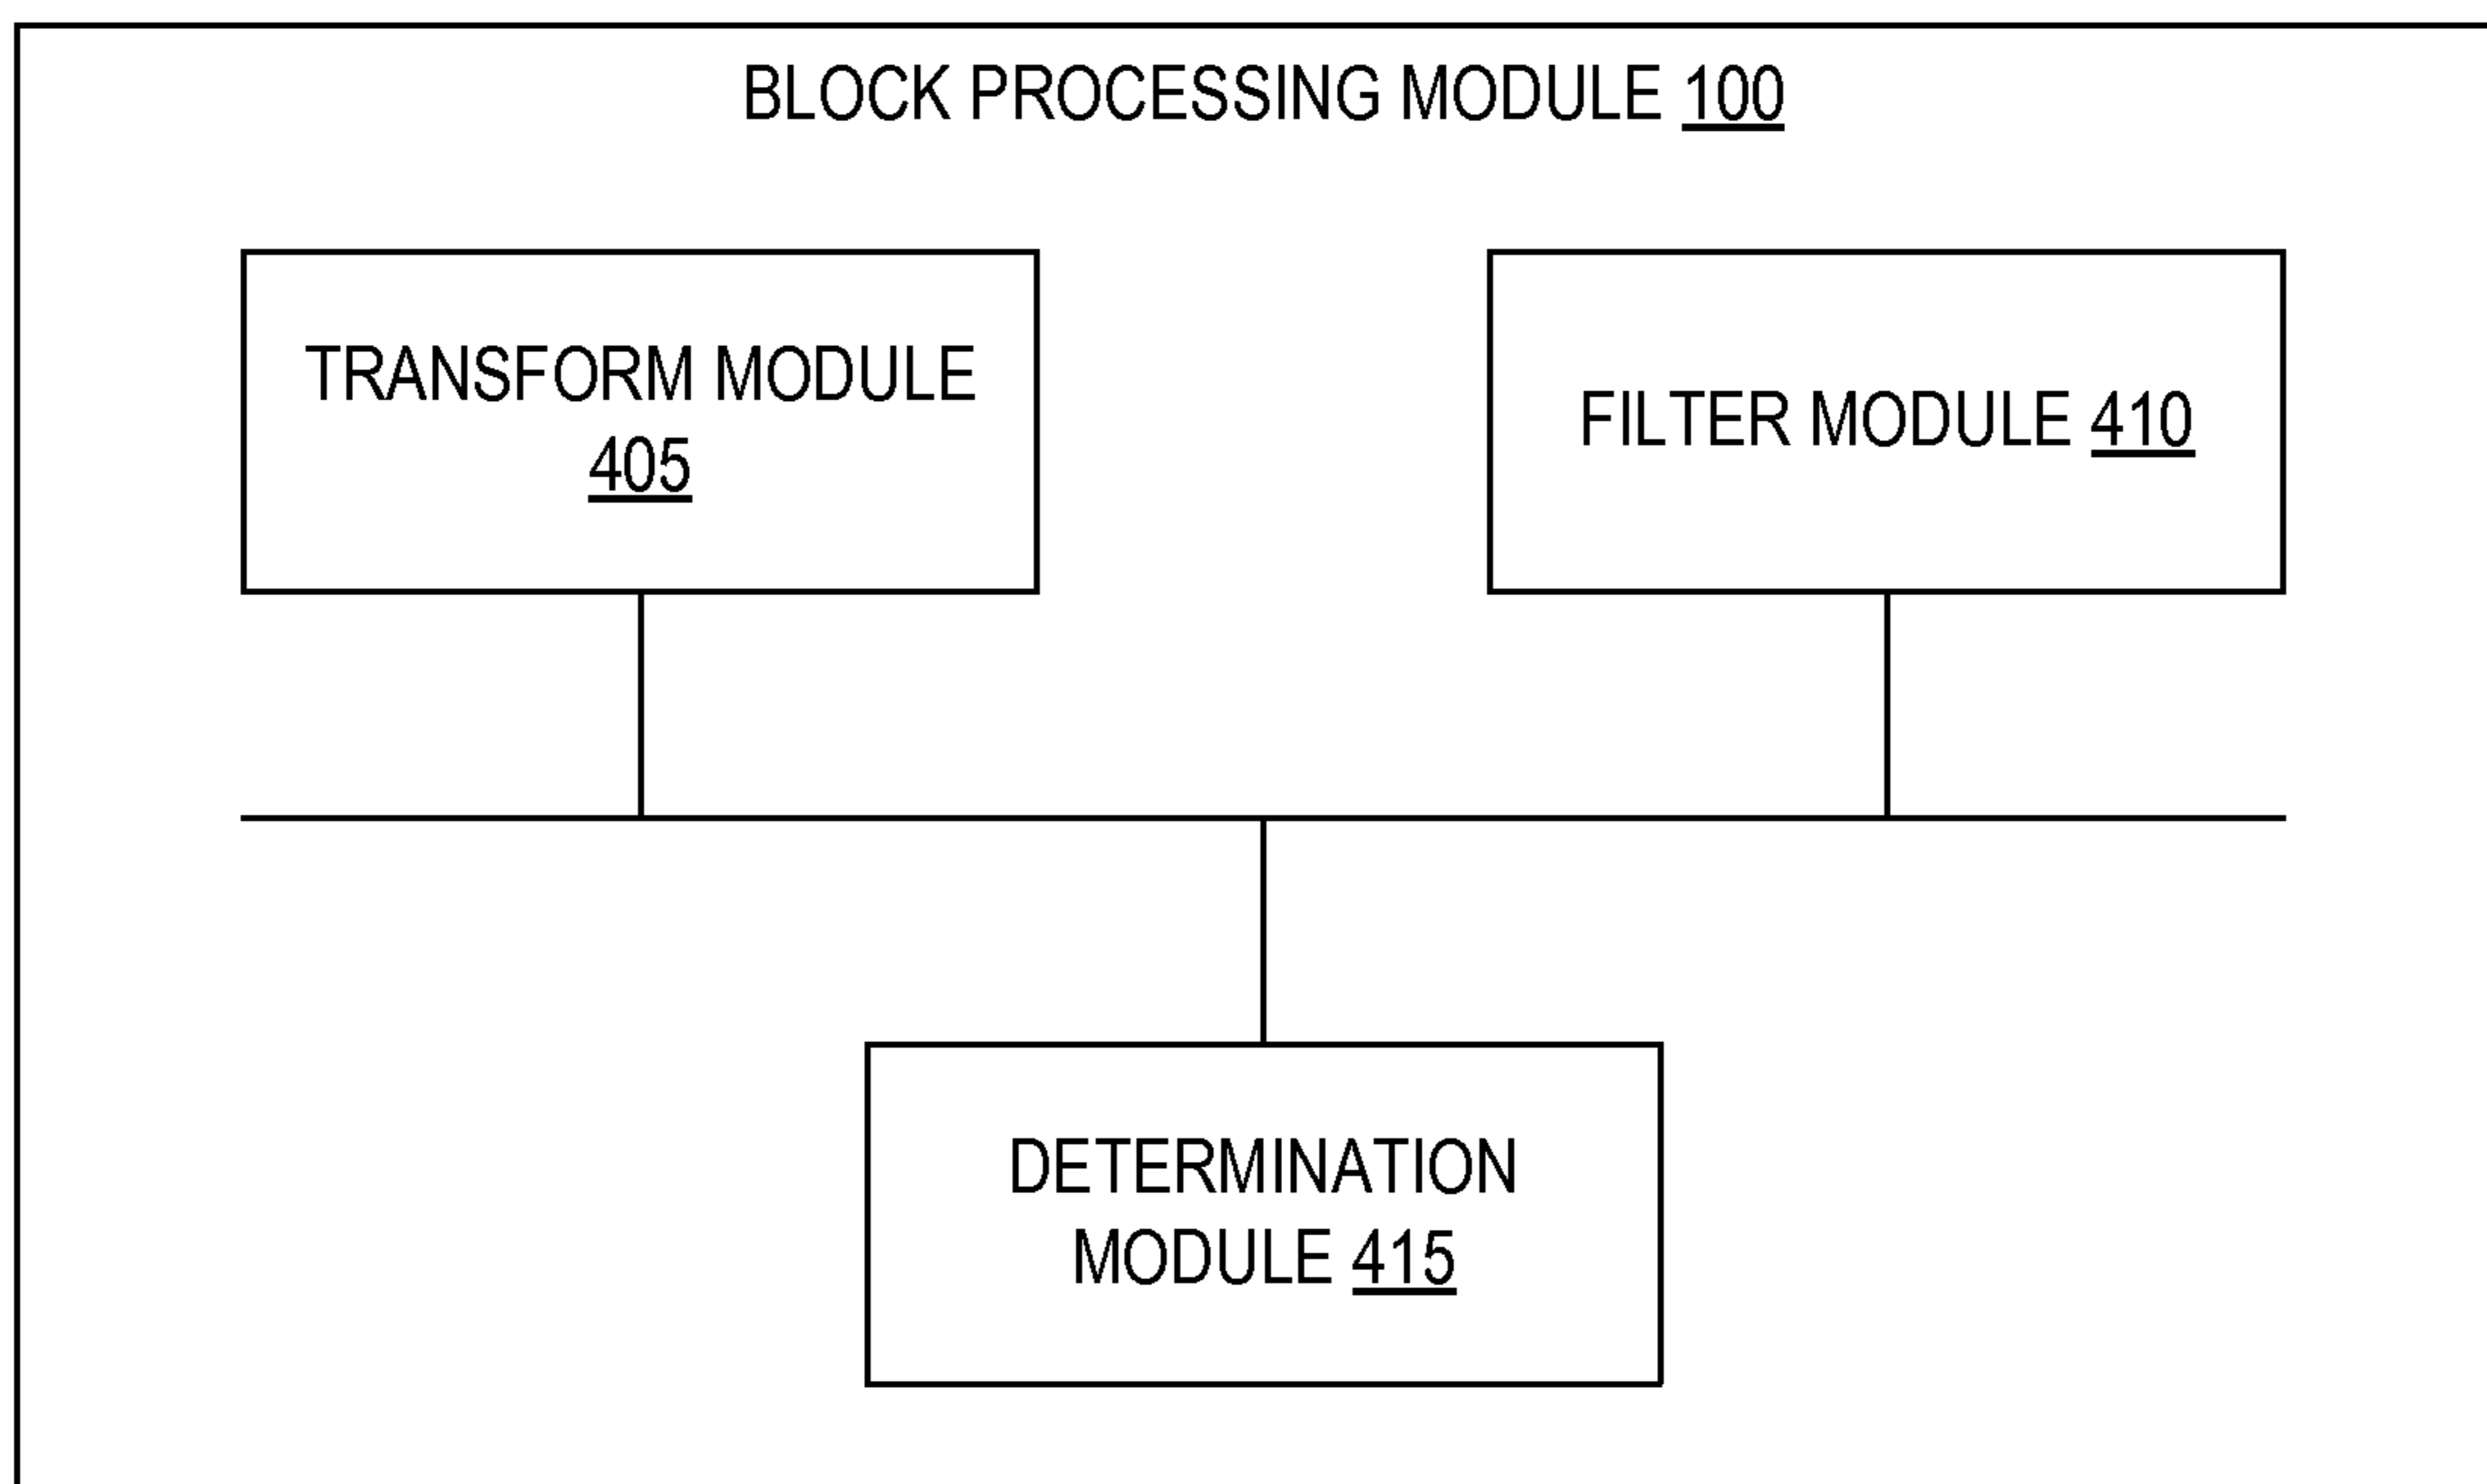 BLOCK PROCESSING MODULE 100
TRANSFORM MODULE
405
FILTER MODULE 410
DETERMINATION
MODULE 415